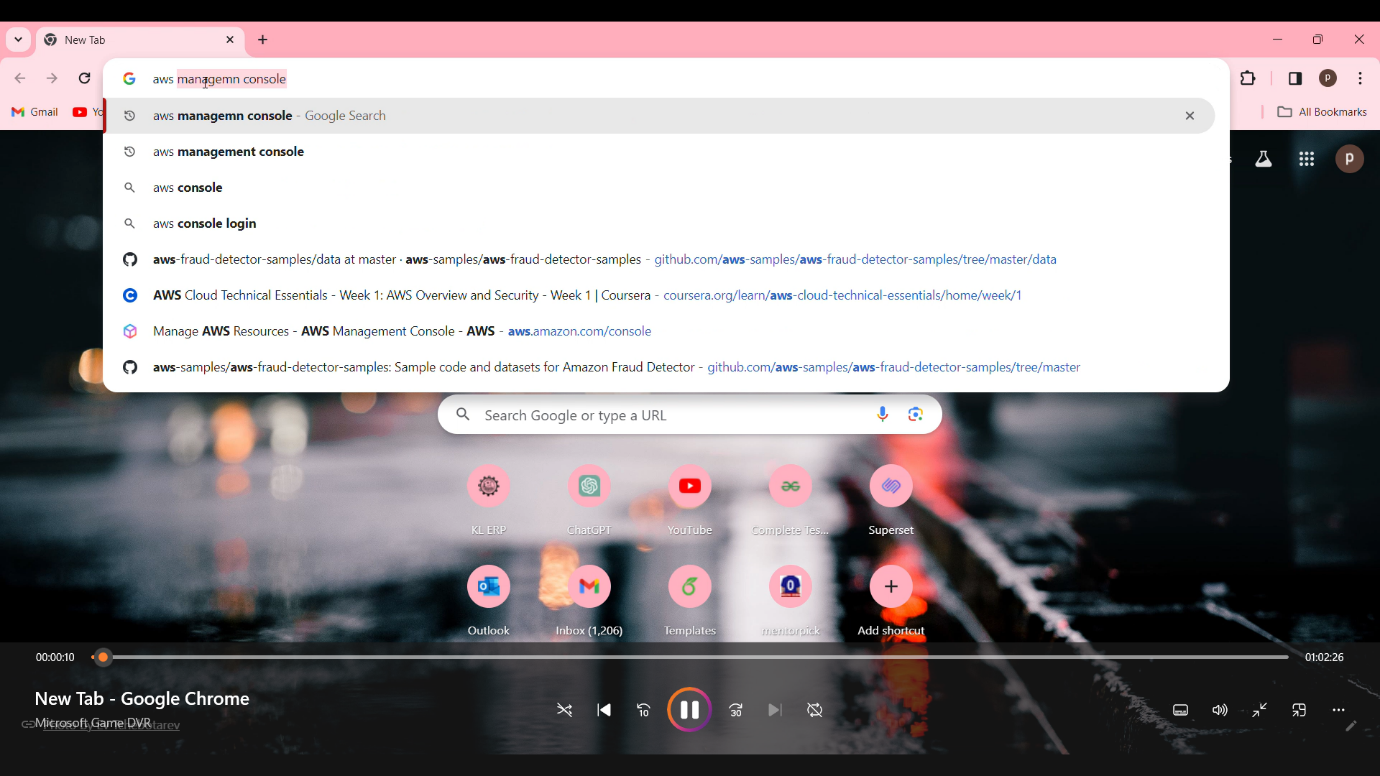 New Tab
aws managemn console
Gmail
Yo
All Bookmarks
aws managemn console - Google Search
aws management console
p
aws console
aws console login
aws-fraud-detector-samples/data at master · aws-samples/aws-fraud-detector-samples - github.com/aws-samples/aws-fraud-detector-samples/tree/master/data
AWS Cloud Technical Essentials - Week 1: AWS Overview and Security - Week 1 | Coursera - coursera.org/learn/aws-cloud-technical-essentials/home/week/1
Manage AWS Resources - AWS Management Console - AWS - aws.amazon.com/console
aws-samples/aws-fraud-detector-samples: Sample code and datasets for Amazon Fraud Detector - github.com/aws-samples/aws-fraud-detector-samples/tree/master
Search Google or type a URL
KL ERP
ChatGPT
YouTube
Complete Tes...
Superset
Outlook
Inbox (1,206)
Templates
mentorpick
Add shortcut
00:00:10
01:02:26
New Tab - Google Chrome
Microsoft Game DVR
10
30